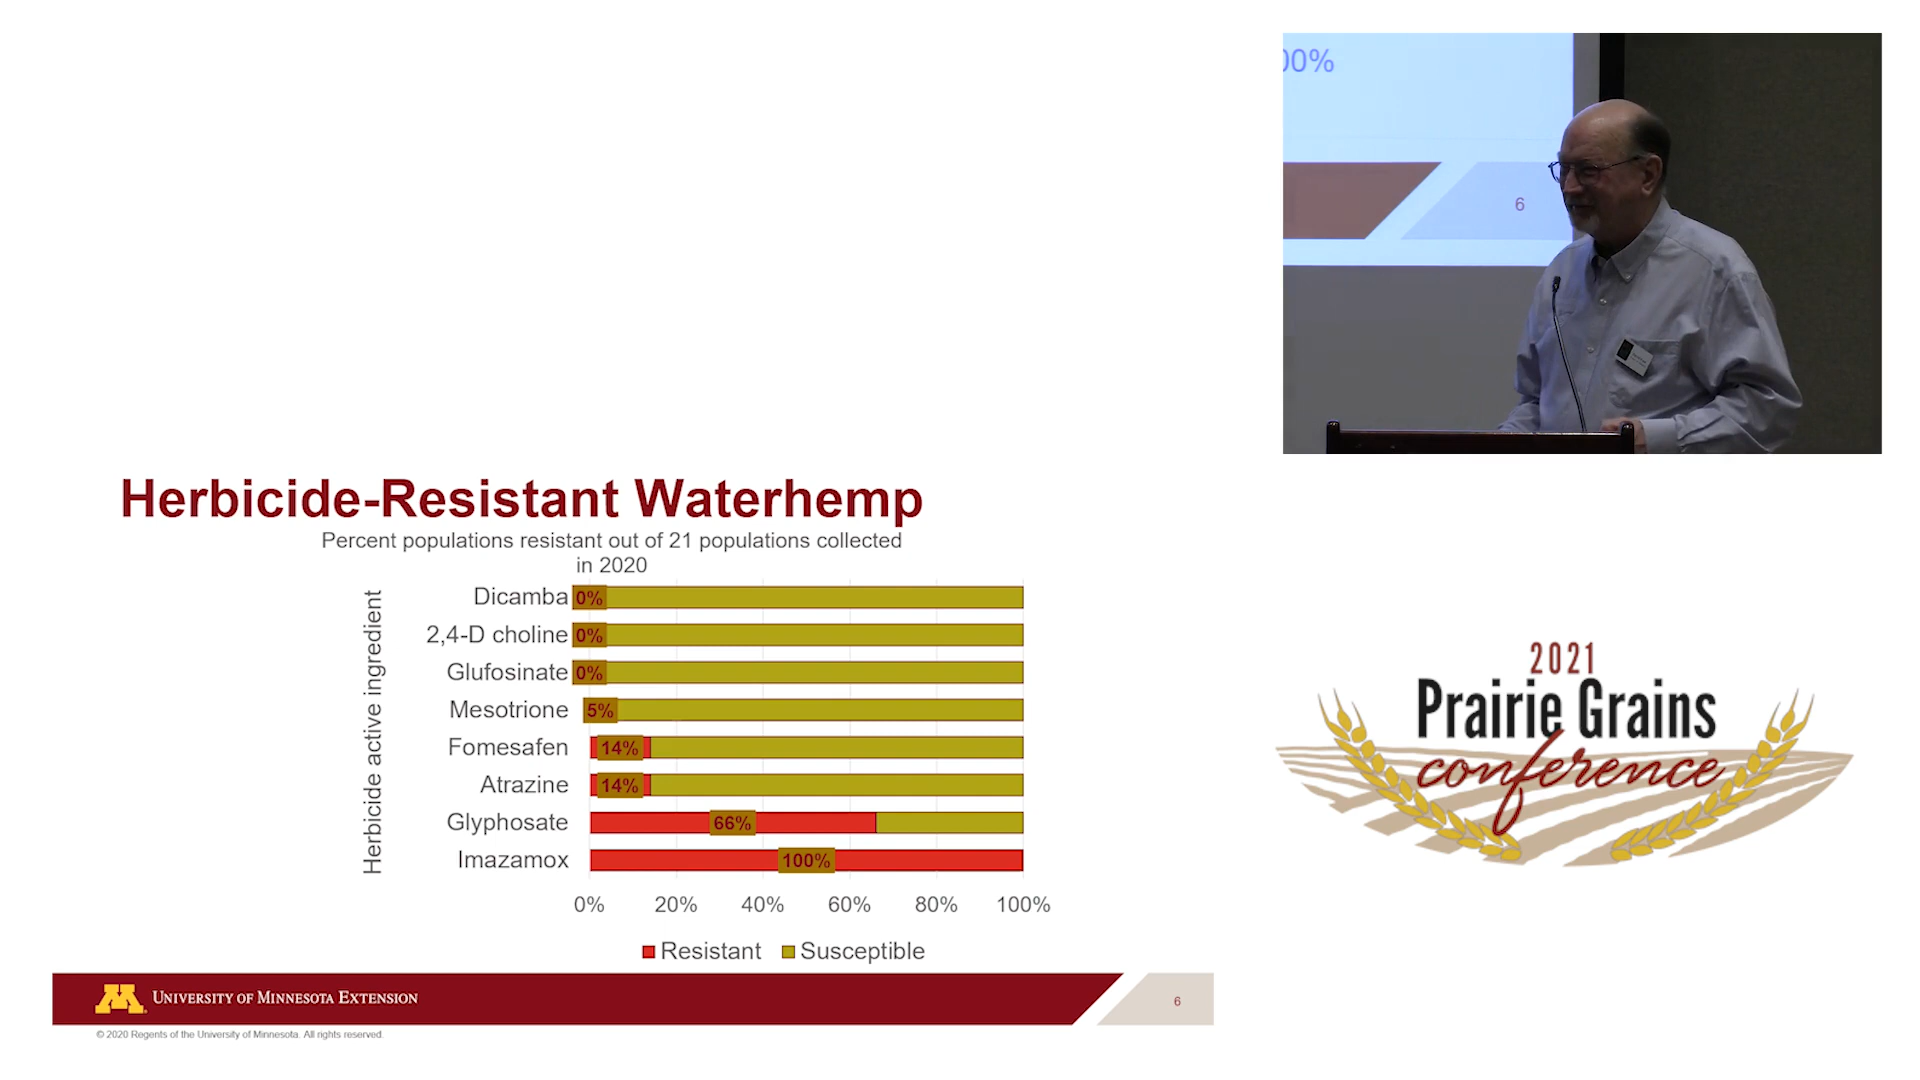 00%
6
Herbicide-Resistant Waterhemp
Percent populations resistant out of 21 populations collected
in 2020
Herbicide active ingredient
Dicamba 0%
2,4-D choline 0%
Glufosinate 0%
Mesotrione 5%
Fomesafen 14%
Atrazine 14%
Glyphosate 66%
Imazamox 100%
0% 20% 40% 60% 80% 100%
Resistant Susceptible
2021
Prairie Grains
conference
M
UNIVERSITY OF MINNESOTA EXTENSION
6
© 2020 Regents of the University of Minnesota. All rights reserved.